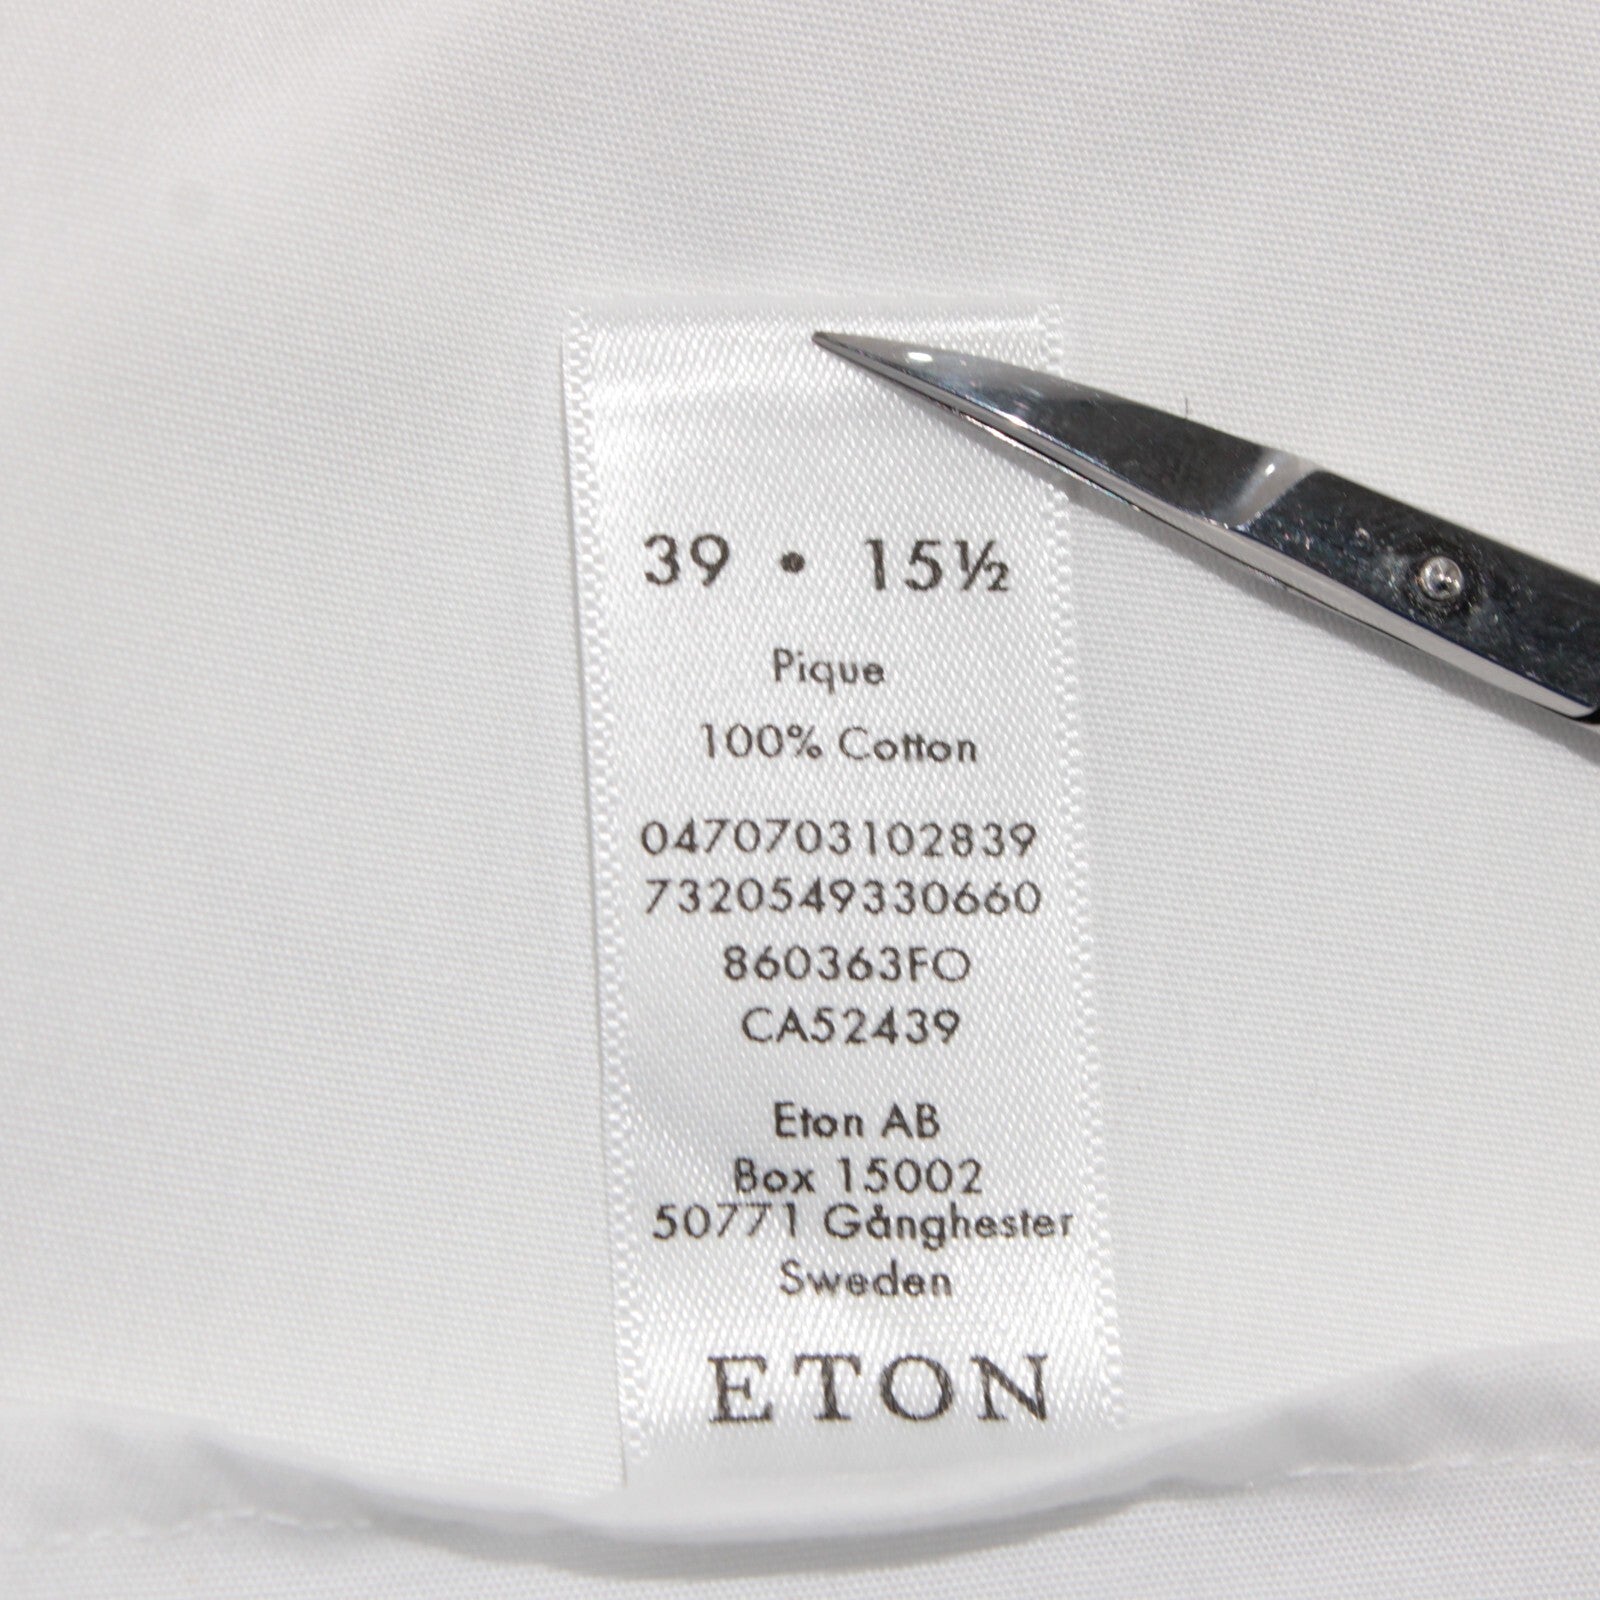 39 • 15½
Pique
100% Cotton
0470703102839
7320549330660
860363FO
CA52439
Eton AB
Box 15002
50771 Gånghester
Sweden
ETON